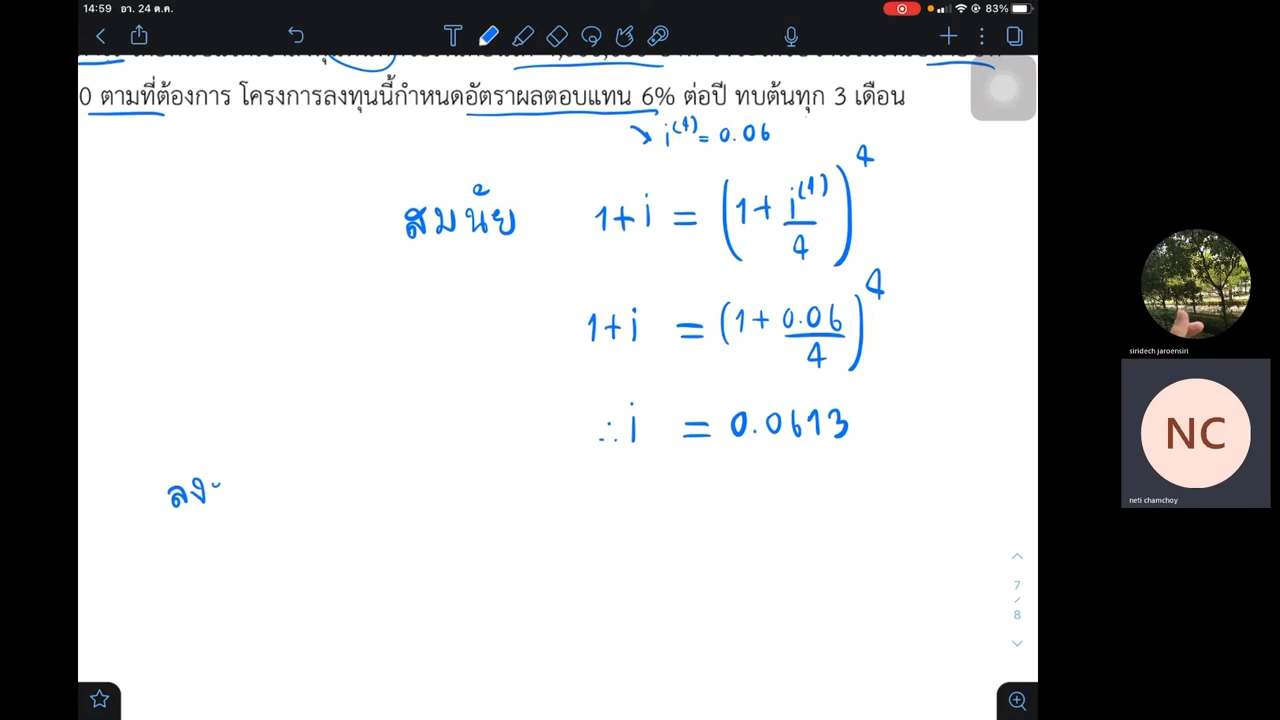 14:59 อา. 24 ต.ค.
83%
T
0 ตามที่ต้องการ โครงการลงทุนนี้กำหนดอัตราผลตอบแทน 6% ต่อปี ทบต้นทุก 3 เดือน
i⁽⁴⁾ = 0.06
สมนัย 1+i = (1 + i⁽⁴⁾/4)⁴
1+i = (1 + 0.06/4)⁴
∴ i = 0.0613
ลง
siridech jaroensiri
NC
neti chamchoy
7
/
8